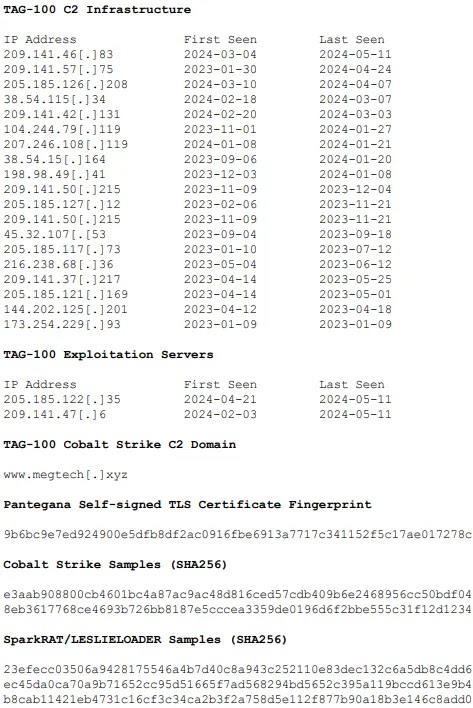 TAG-100 C2 Infrastructure
IP Address First Seen Last Seen
209.141.46[.]83 2024-03-04 2024-05-11
209.141.57[.]75 2023-01-30 2024-04-24
205.185.126[.]208 2024-03-10 2024-04-07
38.54.115[.]34 2024-02-18 2024-03-07
209.141.42[.]131 2024-02-20 2024-03-03
104.244.79[.]119 2023-11-01 2024-01-27
207.246.108[.]119 2024-01-08 2024-01-21
38.54.15[.]164 2023-09-06 2024-01-20
198.98.49[.]41 2023-12-03 2024-01-08
209.141.50[.]215 2023-11-09 2023-12-04
205.185.127[.]12 2023-02-06 2023-11-21
209.141.50[.]215 2023-11-09 2023-11-21
45.32.107[.[53 2023-09-04 2023-09-18
205.185.117[.]73 2023-01-10 2023-07-12
216.238.68[.]36 2023-05-04 2023-06-12
209.141.37[.]217 2023-04-14 2023-05-25
205.185.121[.]169 2023-04-14 2023-05-01
144.202.125[.]201 2023-04-12 2023-04-18
173.254.229[.]93 2023-01-09 2023-01-09
TAG-100 Exploitation Servers
IP Address First Seen Last Seen
205.185.122[.]35 2024-04-21 2024-05-11
209.141.47[.]6 2024-02-03 2024-05-11
TAG-100 Cobalt Strike C2 Domain
www.megtech[.]xyz
Pantegana Self-signed TLS Certificate Fingerprint
9b6bc9e7ed924900e5dfb8df2ac0916fbe6913a7717c341152f5c17ae017278c
Cobalt Strike Samples (SHA256)
e3aab908800cb4601bc4a87ac9ac48d816ced57cdb409b6e2468956cc50bdf04
8eb3617768ce4693b726bb8187e5cccea3359de0196d6f2bbe555c31f12d1234
SparkRAT/LESLIELOADER Samples (SHA256)
23efecc03506a9428175546a4b7d40c8a943c252110e83dec132c6a5db8c4dd6
ec45da0ca70a9b71652cc95d51665f7ad568294bd5652c395a119bccd613e9b4
b8cab11421eb4731c16cf3c34ca2b3f2a758d5e112f877b90a18b3e146c8add0